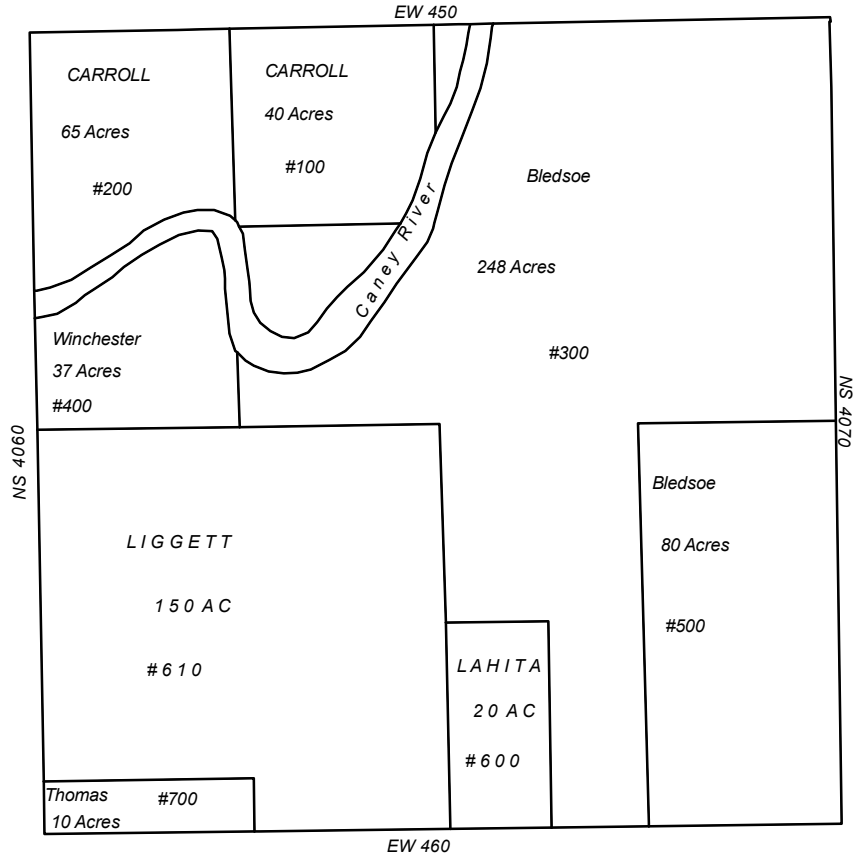 EW 450
CARROLL
65 Acres
#200
CARROLL
40 Acres
#100
Caney River
Bledsoe
248 Acres
#300
Winchester
37 Acres
#400
NS 4060
NS 4070
LIGGETT
150 AC
#610
Bledsoe
80 Acres
#500
LAHITA
20 AC
#600
Thomas #700
10 Acres
EW 460